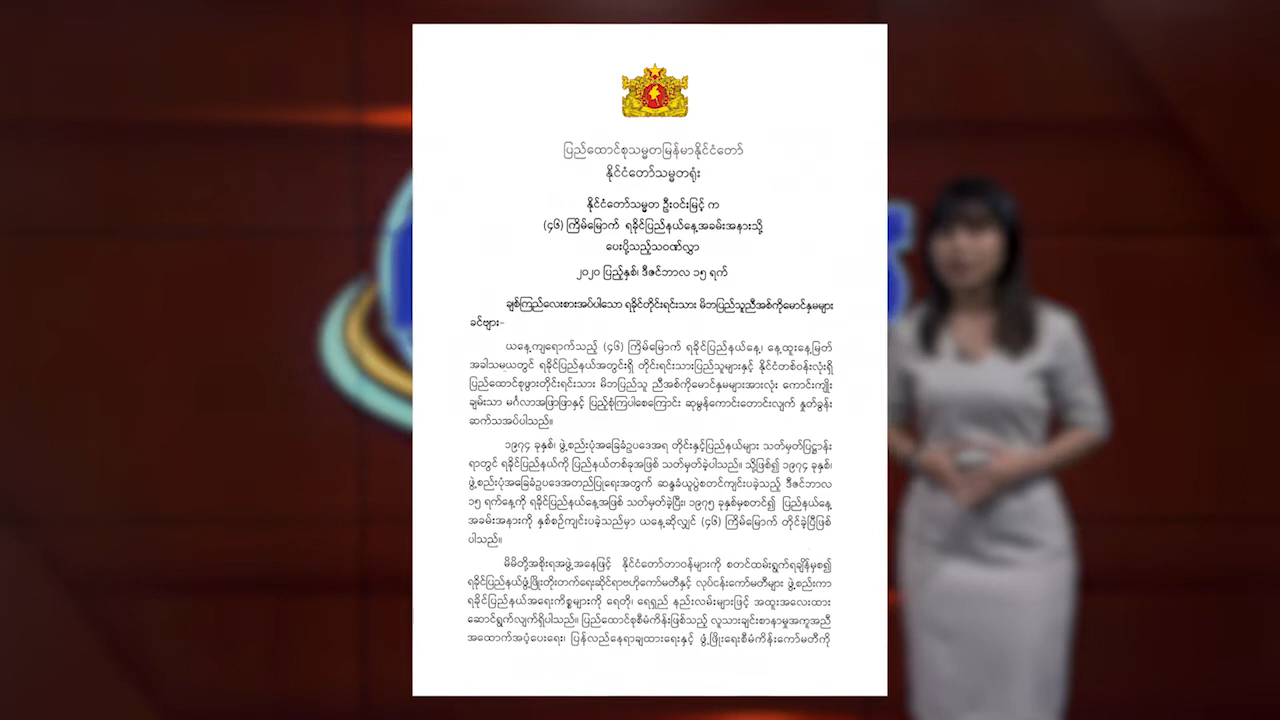 ပြည်ထောင်စုသမ္မတမြန်မာနိုင်ငံတော်
နိုင်ငံတော်သမ္မတရုံး
နိုင်ငံတော်သမ္မတ ဦးဝင်းမြင့် က
(၄၆) ကြိမ်မြောက် ရခိုင်ပြည်နယ်နေ့အခမ်းအနားသို့
ပေးပို့သည့်သဝဏ်လွှာ
၂၀၂၀ ပြည့်နှစ်၊ ဒီဇင်ဘာလ ၁၅ ရက်
ချစ်ကြည်လေးစားအပ်ပါသော ရခိုင်တိုင်းရင်းသား မိဘပြည်သူညီအစ်ကိုမောင်နှမများ
ခင်ဗျား-
ယနေ့ကျရောက်သည့် (၄၆) ကြိမ်မြောက် ရခိုင်ပြည်နယ်နေ့၊ နေ့ထူးနေ့မြတ်
အခါသမယတွင် ရခိုင်ပြည်နယ်အတွင်းရှိ တိုင်းရင်းသားပြည်သူများနှင့် နိုင်ငံတစ်ဝန်းလုံးရှိ
ပြည်ထောင်စုဖွားတိုင်းရင်းသား မိဘပြည်သူ ညီအစ်ကိုမောင်နှမများအားလုံး ကောင်းကျိုး
ချမ်းသာ မင်္ဂလာအဖြာဖြာနှင့် ပြည့်စုံကြပါစေကြောင်း ဆုမွန်ကောင်းတောင်းလျက် နှုတ်ခွန်း
ဆက်သအပ်ပါသည်။
၁၉၇၄ ခုနှစ်၊ ဖွဲ့စည်းပုံအခြေခံဥပဒေအရ တိုင်းနှင့်ပြည်နယ်များ သတ်မှတ်ပြဋ္ဌာန်း
ရာတွင် ရခိုင်ပြည်နယ်ကို ပြည်နယ်တစ်ခုအဖြစ် သတ်မှတ်ခဲ့ပါသည်။ သို့ဖြစ်၍ ၁၉၇၄ ခုနှစ်၊
ဖွဲ့စည်းပုံအခြေခံဥပဒေအတည်ပြုရေးအတွက် ဆန္ဒခံယူပွဲစတင်ကျင်းပခဲ့သည့် ဒီဇင်ဘာလ
၁၅ ရက်နေ့ကို ရခိုင်ပြည်နယ်နေ့အဖြစ် သတ်မှတ်ခဲ့ပြီး၊ ၁၉၇၅ ခုနှစ်မှစတင်၍ ပြည်နယ်နေ့
အခမ်းအနားကို နှစ်စဉ်ကျင်းပခဲ့သည်မှာ ယနေ့ဆိုလျှင် (၄၆) ကြိမ်မြောက် တိုင်ခဲ့ပြီဖြစ်
ပါသည်။
မိမိတို့အစိုးရအဖွဲ့အနေဖြင့် နိုင်ငံတော်တာဝန်များကို စတင်ထမ်းရွက်ရချိန်မှစ၍
ရခိုင်ပြည်နယ်ဖွံ့ဖြိုးတိုးတက်ရေးဆိုင်ရာဗဟိုကော်မတီနှင့် လုပ်ငန်းကော်မတီများ ဖွဲ့စည်းကာ
ရခိုင်ပြည်နယ်အရေးကိစ္စများကို ရေတို၊ ရေရှည် နည်းလမ်းများဖြင့် အထူးအလေးထား
ဆောင်ရွက်လျက်ရှိပါသည်။ ပြည်ထောင်စုစီမံကိန်းဖြစ်သည့် လူသားချင်းစာနာမှုအကူအညီ
အထောက်အပံ့ပေးရေး၊ ပြန်လည်နေရာချထားရေးနှင့် ဖွံ့ဖြိုးရေးစီမံကိန်းကော်မတီကို